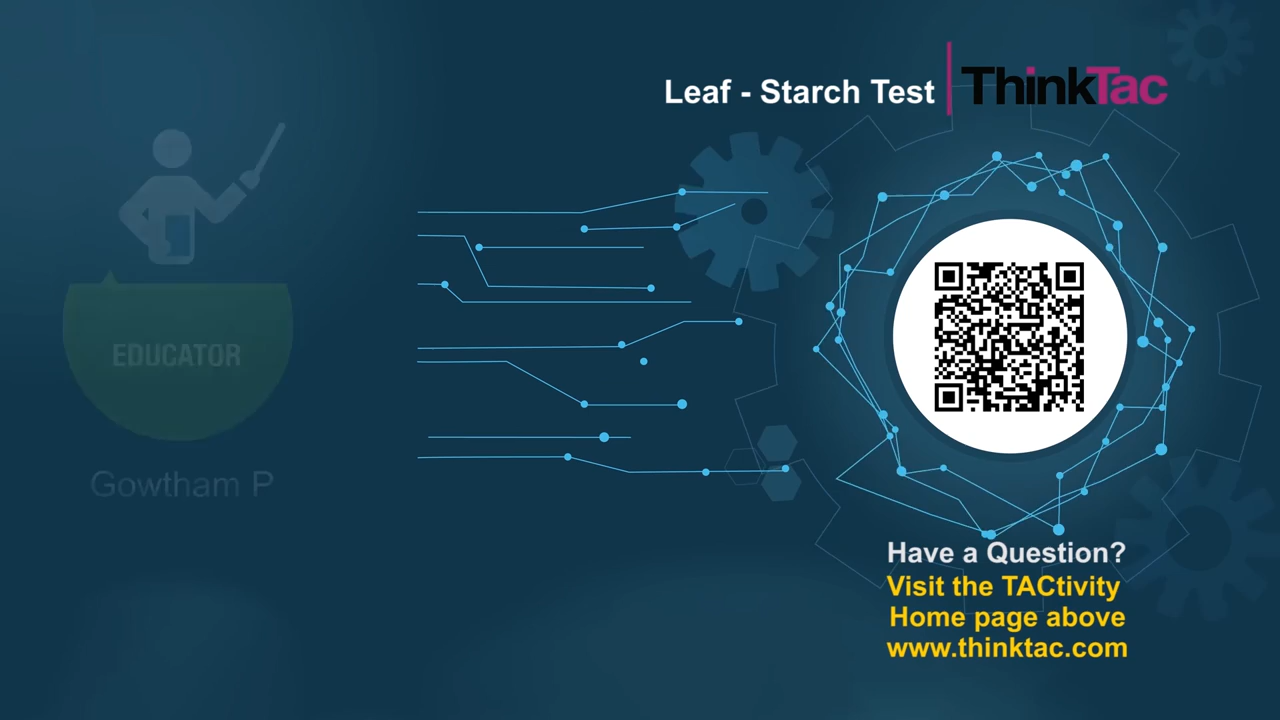 Leaf - Starch Test
ThinkTac
EDUCATOR
Gowtham P
Have a Question?
Visit the TACtivity
Home page above
www.thinktac.com